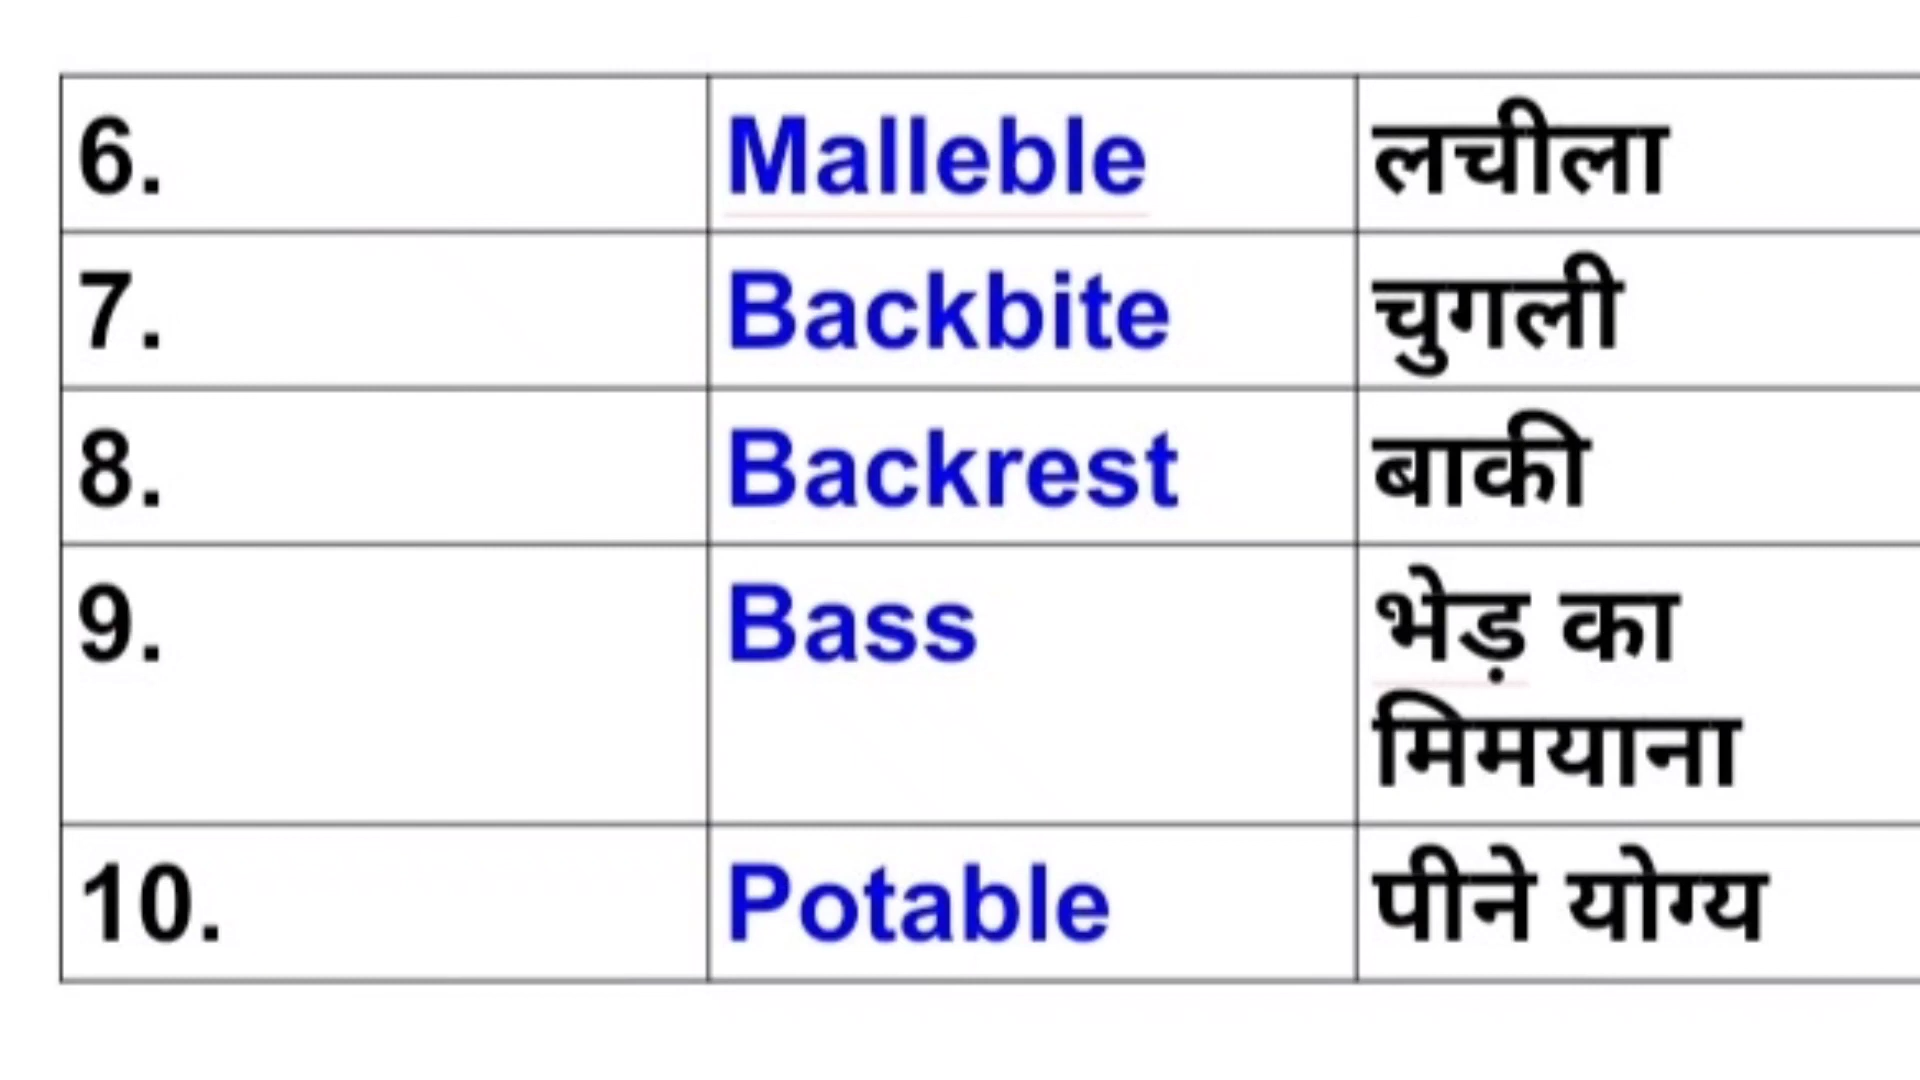 6. Malleble लचीला
7. Backbite चुगली
8. Backrest बाकी
9. Bass भेड़ का
मिमयाना
10. Potable पीने योग्य